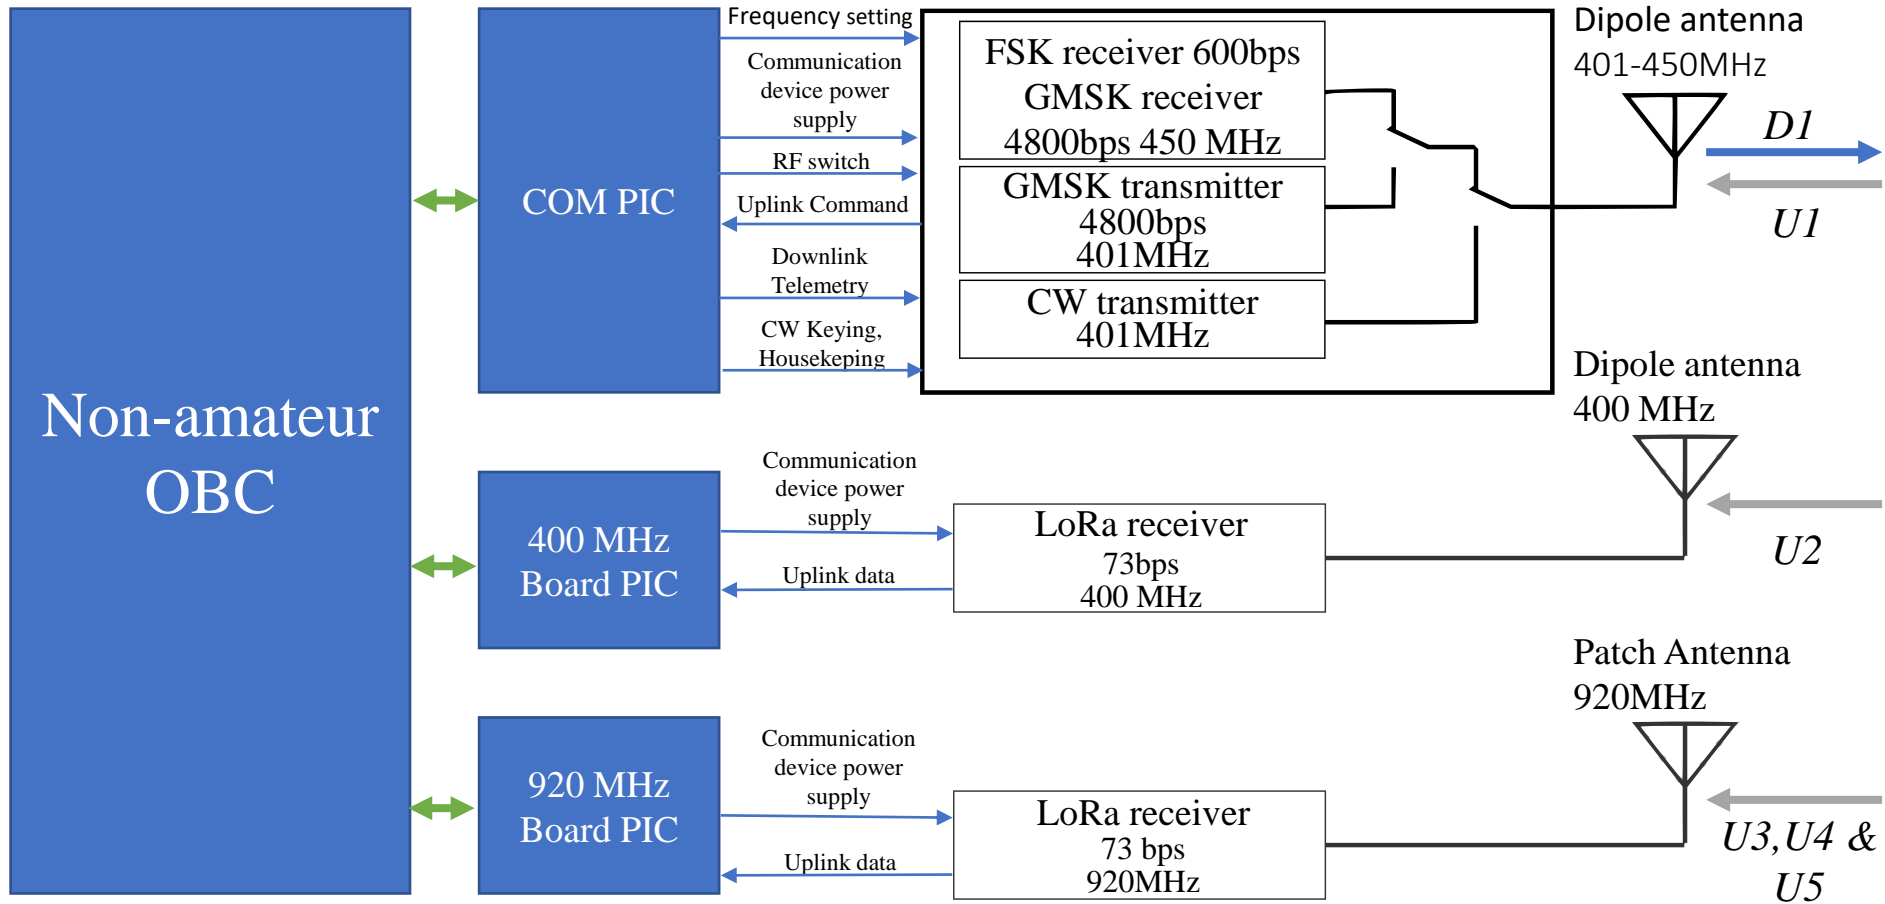 Non-amateur
OBC
COM PIC
Frequency setting
Communication
device power
supply
RF switch
Uplink Command
Downlink
Telemetry
CW Keying,
Housekeping
FSK receiver 600bps
GMSK receiver
4800bps 450 MHz
GMSK transmitter
4800bps
401MHz
CW transmitter
401MHz
Dipole antenna
401-450MHz
D1
U1
400 MHz
Board PIC
Communication
device power
supply
Uplink data
LoRa receiver
73bps
400 MHz
Dipole antenna
400 MHz
U2
920 MHz
Board PIC
Communication
device power
supply
Uplink data
LoRa receiver
73 bps
920MHz
Patch Antenna
920MHz
U3,U4 &
U5